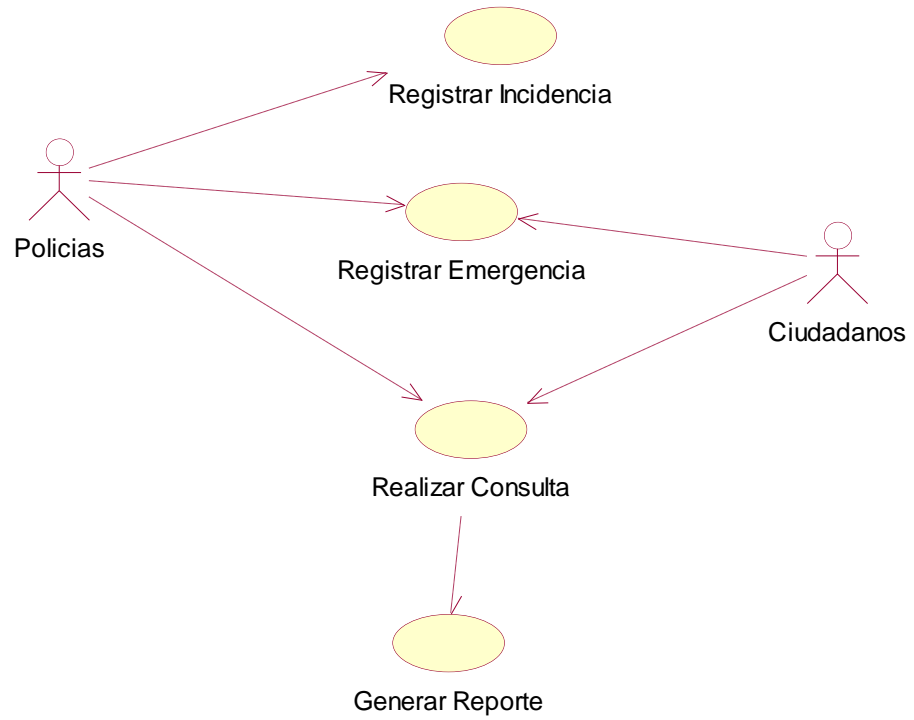 Registrar Incidencia
Policias
Registrar Emergencia
Ciudadanos
Realizar Consulta
Generar Reporte